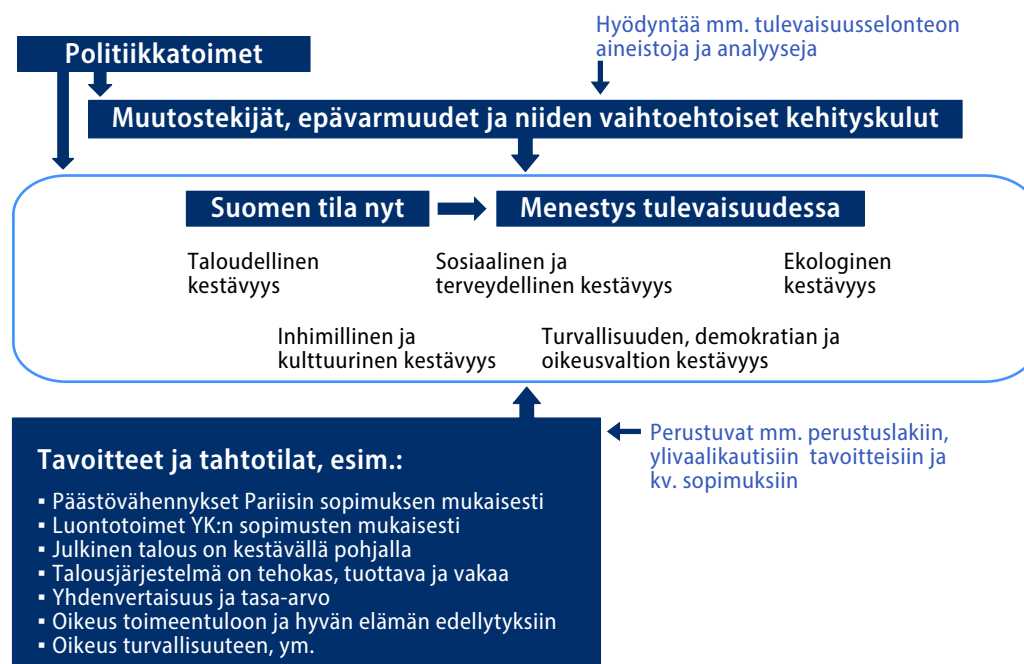 Hyödyntää mm. tulevaisuusselonteon
aineistoja ja analyyseja
Politiikkatoimet
Muutostekijät, epävarmuudet ja niiden vaihtoehtoiset kehityskulut
Suomen tila nyt
Menestys tulevaisuudessa
Taloudellinen
kestävyys
Sosiaalinen ja
terveydellinen kestävyys
Ekologinen
kestävyys
Inhimillinen ja
kulttuurinen kestävyys
Turvallisuuden, demokratian ja
oikeusvaltion kestävyys
Tavoitteet ja tahtotilat, esim.:
▪ Päästövähennykset Pariisin sopimuksen mukaisesti
▪ Luontotoimet YK:n sopimusten mukaisesti
▪ Julkinen talous on kestävällä pohjalla
▪ Talousjärjestelmä on tehokas, tuottava ja vakaa
▪ Yhdenvertaisuus ja tasa-arvo
▪ Oikeus toimeentuloon ja hyvän elämän edellytyksiin
▪ Oikeus turvallisuuteen, ym.
Perustuvat mm. perustuslakiin,
ylivaalikautisiin tavoitteisiin ja
kv. sopimuksiin